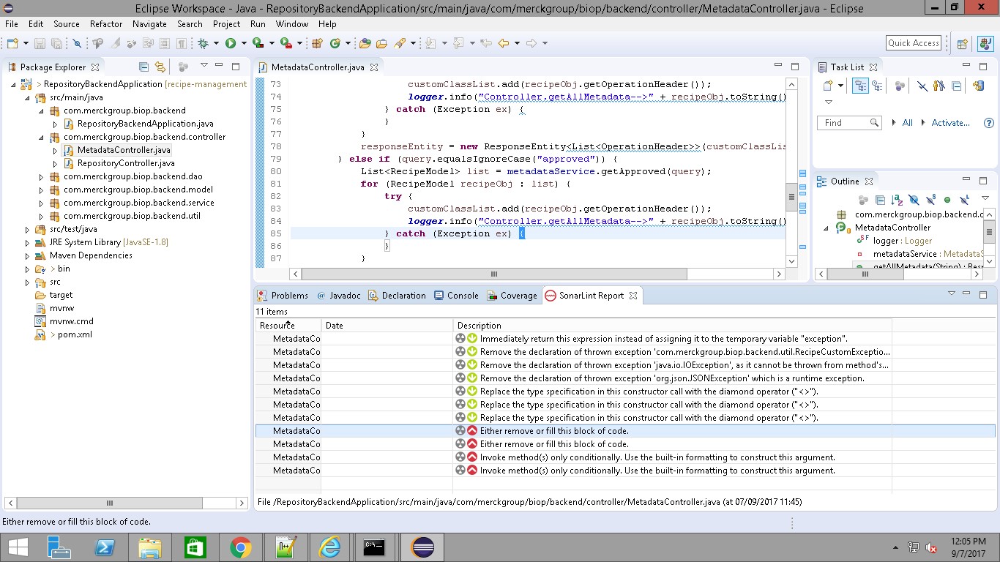 Eclipse Workspace - Java - RepositoryBackendApplication/src/main/java/com/merckgroup/biop/backend/controller/MetadataController.java - Eclipse
File Edit Source Refactor Navigate Search Project Run Window Help
Quick Access
Package Explorer
RepositoryBackendApplication [recipe-management
src/main/java
com.merckgroup.biop.backend
RepositoryBackendApplication.java
com.merckgroup.biop.backend.controller
MetadataController.java
RepositoryController.java
com.merckgroup.biop.backend.dao
com.merckgroup.biop.backend.model
com.merckgroup.biop.backend.service
com.merckgroup.biop.backend.util
src/test/java
JRE System Library [JavaSE-1.8]
Maven Dependencies
> bin
src
target
mvnw
mvnw.cmd
> pom.xml
MetadataController.java
73 customClassList.add(recipeObj.getOperationHeader());
74 logger.info("Controller.getAllMetadata-->" + recipeObj.toString()
75 } catch (Exception ex) {
76 }
77 }
78 responseEntity = new ResponseEntity<List<OperationHeader>>(customClassLis
79 } else if (query.equalsIgnoreCase("approved")) {
80 List<RecipeModel> list = metadataService.getApproved(query);
81 for (RecipeModel recipeObj : list) {
82 try {
83 customClassList.add(recipeObj.getOperationHeader());
84 logger.info("Controller.getAllMetadata-->" + recipeObj.toString()
85 } catch (Exception ex) {
86 }
87 }
Task List
Find
All
Activate...
Outline
com.merckgroup.biop.backend.c
MetadataController
logger : Logger
metadataService : MetadataS
getAllMetadata(String) : Res
Problems @ Javadoc Declaration Console Coverage SonarLint Report
11 items
Resource Date Description
MetadataCo Immediately return this expression instead of assigning it to the temporary variable "exception".
MetadataCo Remove the declaration of thrown exception 'com.merckgroup.biop.backend.util.RecipeCustomExceptio...
MetadataCo Remove the declaration of thrown exception 'java.io.IOException', as it cannot be thrown from method's...
MetadataCo Remove the declaration of thrown exception 'org.json.JSONException' which is a runtime exception.
MetadataCo Replace the type specification in this constructor call with the diamond operator ("<>").
MetadataCo Replace the type specification in this constructor call with the diamond operator ("<>").
MetadataCo Replace the type specification in this constructor call with the diamond operator ("<>").
MetadataCo Either remove or fill this block of code.
MetadataCo Either remove or fill this block of code.
MetadataCo Invoke method(s) only conditionally. Use the built-in formatting to construct this argument.
MetadataCo Invoke method(s) only conditionally. Use the built-in formatting to construct this argument.
File /RepositoryBackendApplication/src/main/java/com/merckgroup/biop/backend/controller/MetadataController.java (at 07/09/2017 11:45)
Either remove or fill this block of code.
12:05 PM
9/7/2017